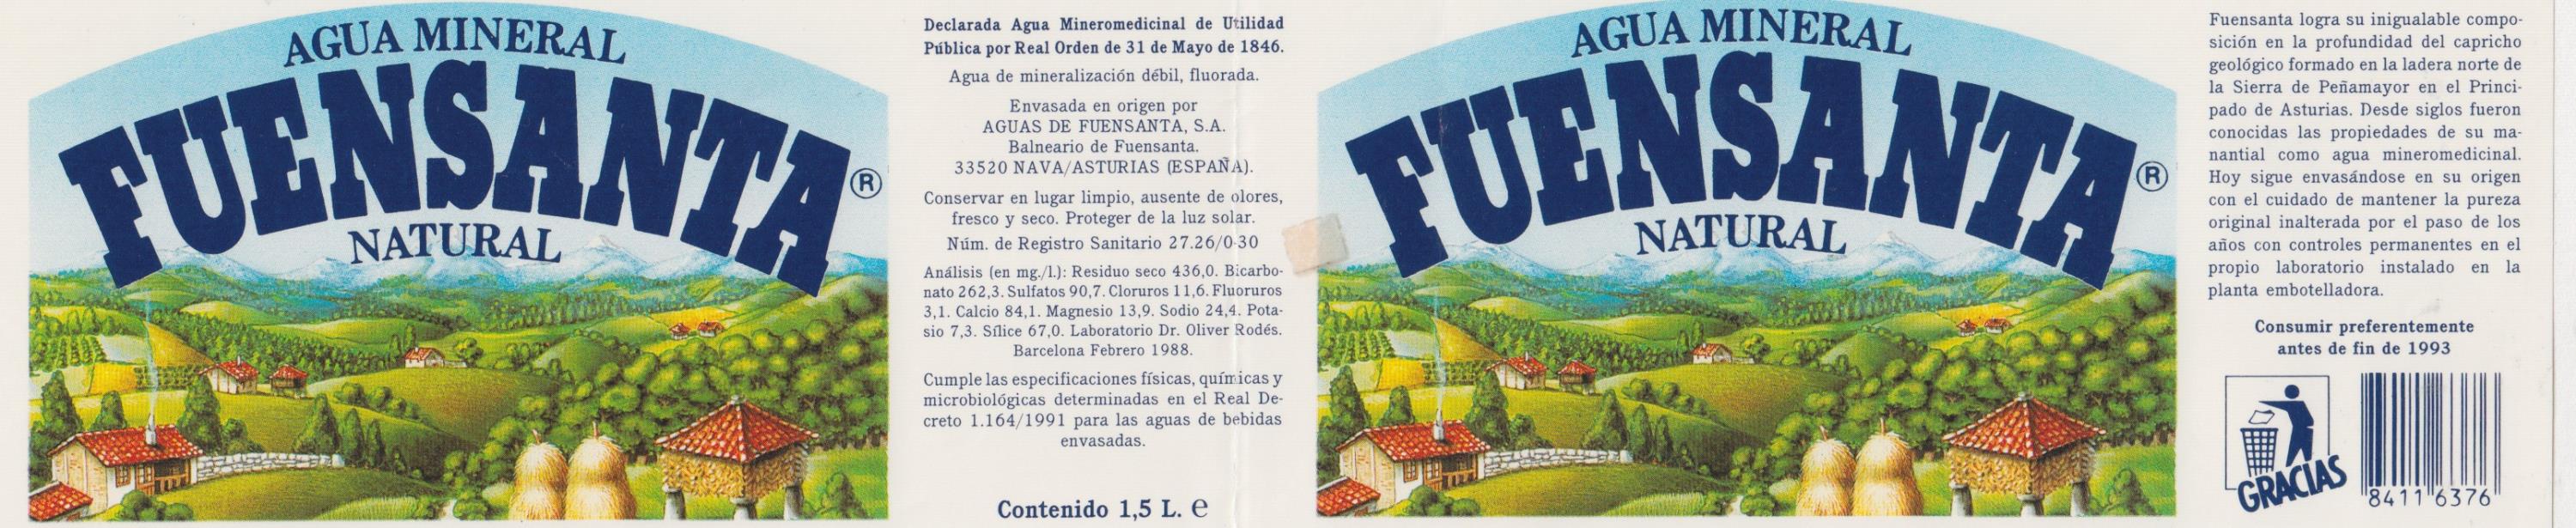 AGUA MINERAL
FUENSANTA®
NATURAL
Declarada Agua Mineromedicinal de Utilidad
Pública por Real Orden de 31 de Mayo de 1846.
Agua de mineralización débil, fluorada.
Envasada en origen por
AGUAS DE FUENSANTA, S.A.
Balneario de Fuensanta.
33520 NAVA/ASTURIAS (ESPAÑA).
Conservar en lugar limpio, ausente de olores,
fresco y seco. Proteger de la luz solar.
Núm. de Registro Sanitario 27.26/0-30
Análisis (en mg./l.): Residuo seco 436,0. Bicarbo-
nato 262,3. Sulfatos 90,7. Cloruros 11,6. Fluoruros
3,1. Calcio 84,1. Magnesio 13,9. Sodio 24,4. Pota-
sio 7,3. Sílice 67,0. Laboratorio Dr. Oliver Rodés.
Barcelona Febrero 1988.
Cumple las especificaciones físicas, químicas y
microbiológicas determinadas en el Real De-
creto 1.164/1991 para las aguas de bebidas
envasadas.
Contenido 1,5 L. e
AGUA MINERAL
FUENSANTA®
NATURAL
Fuensanta logra su inigualable compo-
sición en la profundidad del capricho
geológico formado en la ladera norte de
la Sierra de Peñamayor en el Princi-
pado de Asturias. Desde siglos fueron
conocidas las propiedades de su ma-
nantial como agua mineromedicinal.
Hoy sigue envasándose en su origen
con el cuidado de mantener la pureza
original inalterada por el paso de los
años con controles permanentes en el
propio laboratorio instalado en la
planta embotelladora.
Consumir preferentemente
antes de fin de 1993
GRACIAS
84116376